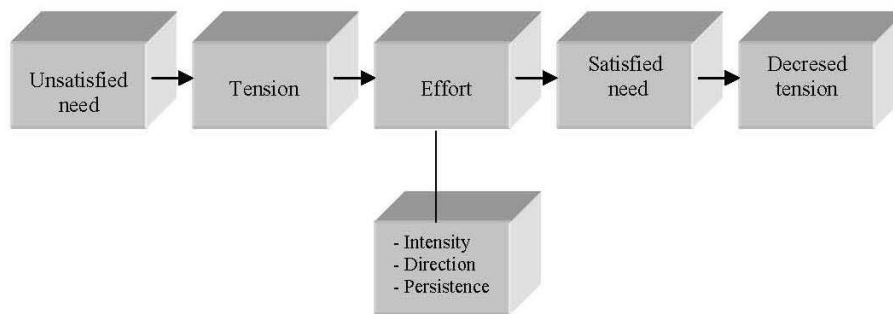 Unsatisfied
need
Tension
Effort
Satisfied
need
Decresed
tension
- Intensity
- Direction
- Persistence